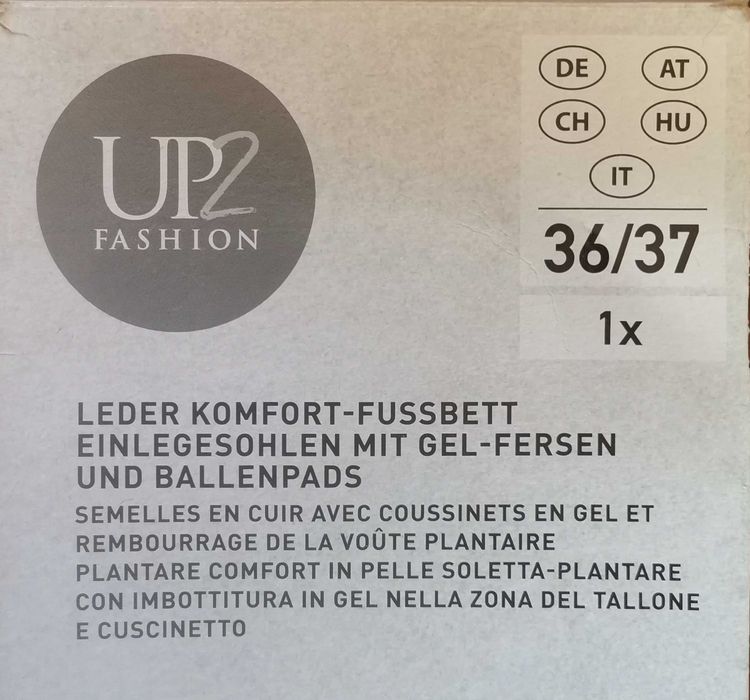 UP2
FASHION
DE AT
CH HU
IT
36/37
1x
LEDER KOMFORT-FUSSBETT
EINLEGESOHLEN MIT GEL-FERSEN
UND BALLENPADS
SEMELLES EN CUIR AVEC COUSSINETS EN GEL ET
REMBOURRAGE DE LA VOÛTE PLANTAIRE
PLANTARE COMFORT IN PELLE SOLETTA-PLANTARE
CON IMBOTTITURA IN GEL NELLA ZONA DEL TALLONE
E CUSCINETTO